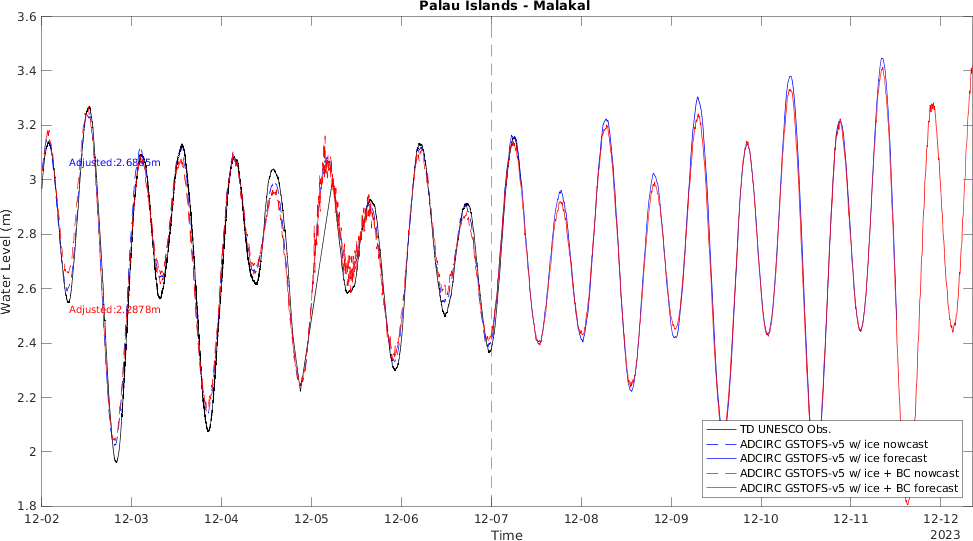 Palau Islands - Malakal
3.6
3.4
3.2
3
2.8
2.6
2.4
2.2
2
1.8
Water Level (m)
Adjusted:2.6865m
Adjusted:2.2878m
TD UNESCO Obs.
ADCIRC GSTOFS-v5 w/ ice nowcast
ADCIRC GSTOFS-v5 w/ ice forecast
ADCIRC GSTOFS-v5 w/ ice + BC nowcast
ADCIRC GSTOFS-v5 w/ ice + BC forecast
12-02 12-03 12-04 12-05 12-06 12-07 12-08 12-09 12-10 12-11 12-12
2023
Time